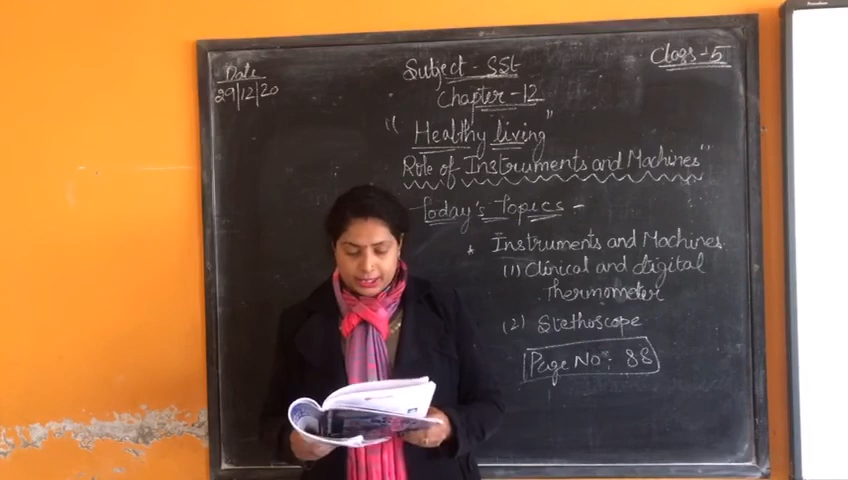 Date
29/12/20
Subject - SSt
Class - 5
Chapter - 12
"Healthy living"
Role of Instruments and Machines"
Today's Topics -
* Instruments and Machines
(1) Clinical and digital
Thermometer
(2) Stethoscope
Page No: 88